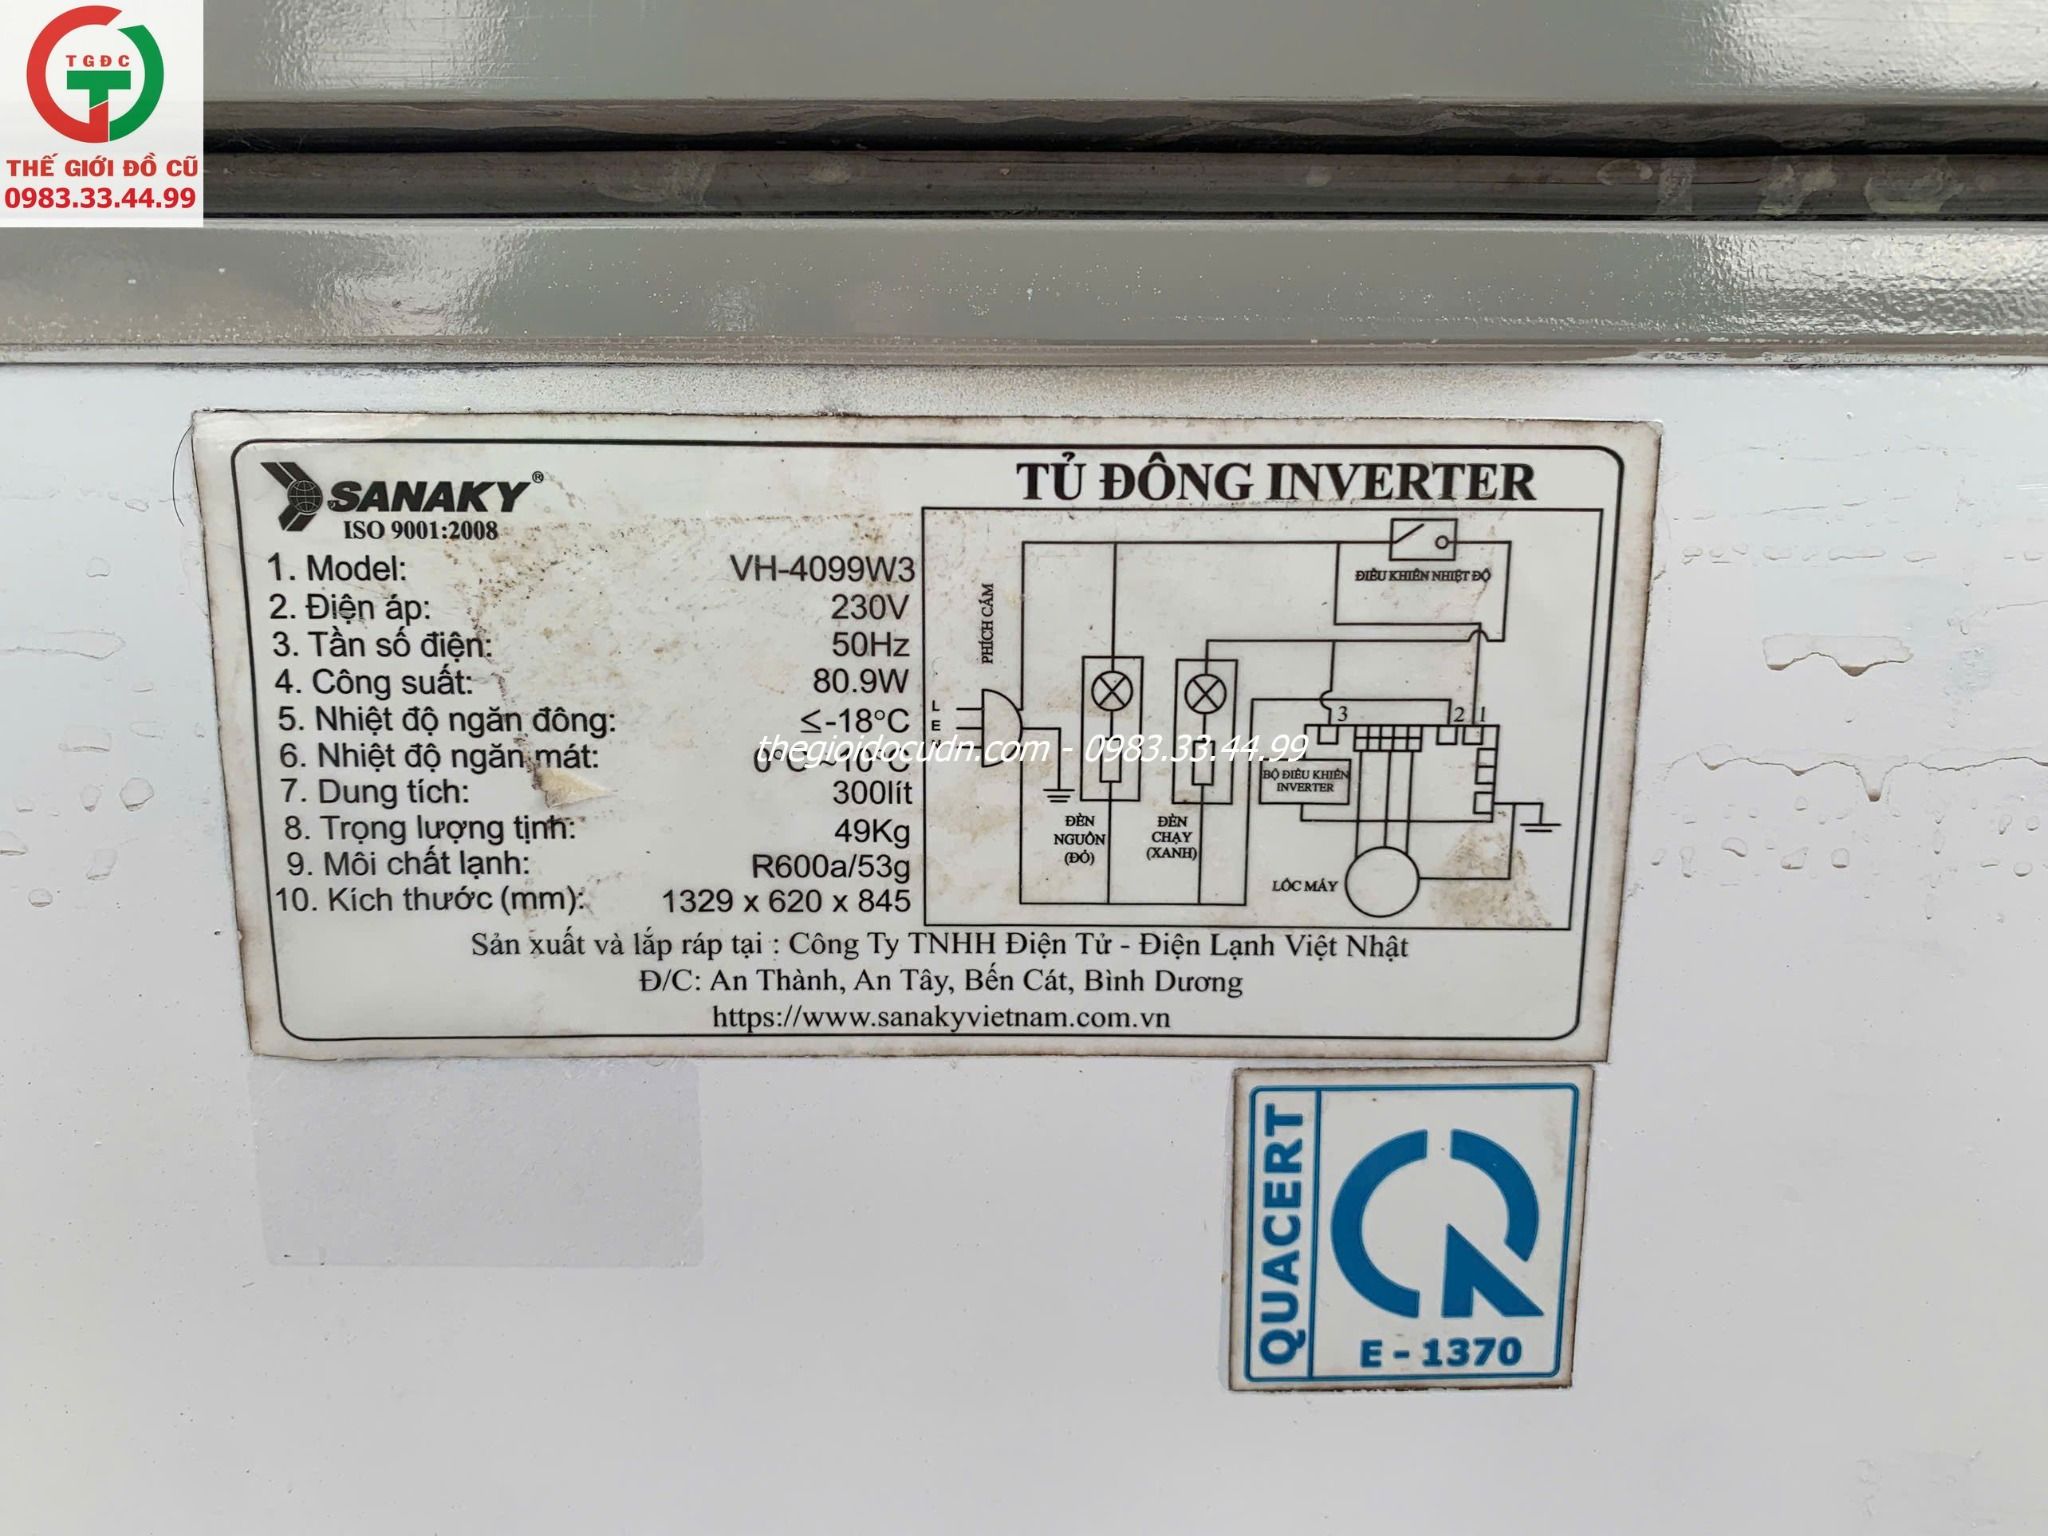 TGĐC
THẾ GIỚI ĐỒ CŨ
0983.33.44.99
SANAKY®
ISO 9001:2008
TỦ ĐÔNG INVERTER
1. Model: VH-4099W3
2. Điện áp: 230V
3. Tần số điện: 50Hz
4. Công suất: 80.9W
5. Nhiệt độ ngăn đông: ≤-18°C
6. Nhiệt độ ngăn mát: 0°C~10°C
7. Dung tích: 300lít
8. Trọng lượng tịnh: 49Kg
9. Môi chất lạnh: R600a/53g
10. Kích thước (mm): 1329 x 620 x 845
PHÍCH CẮM
L
E
ĐIỀU KHIỂN NHIỆT ĐỘ
3
2
1
BỘ ĐIỀU KHIỂN
INVERTER
ĐÈN
NGUỒN
(ĐỎ)
ĐÈN
CHẠY
(XANH)
LỐC MÁY
thegioidocudn.com - 0983.33.44.99
Sản xuất và lắp ráp tại : Công Ty TNHH Điện Tử - Điện Lạnh Việt Nhật
Đ/C: An Thành, An Tây, Bến Cát, Bình Dương
https://www.sanakyvietnam.com.vn
QUACERT
E - 1370